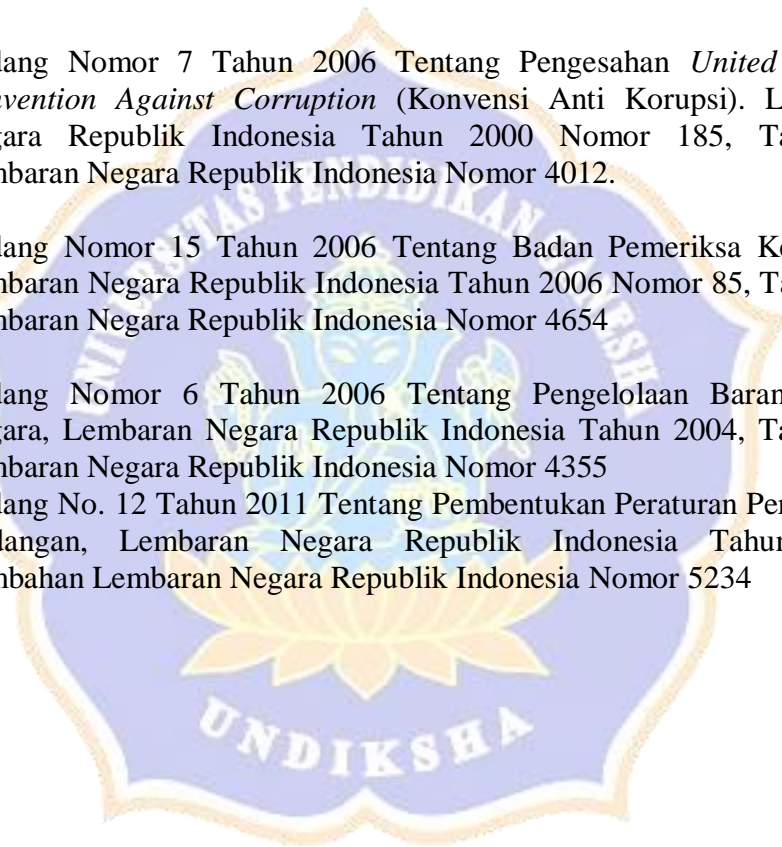 dang Nomor 7 Tahun 2006 Tentang Pengesahan United
vention Against Corruption (Konvensi Anti Korupsi). L
gara Republik Indonesia Tahun 2000 Nomor 185, Ta
mbaran Negara Republik Indonesia Nomor 4012.
dang Nomor 15 Tahun 2006 Tentang Badan Pemeriksa Ke
mbaran Negara Republik Indonesia Tahun 2006 Nomor 85, Ta
mbaran Negara Republik Indonesia Nomor 4654
dang Nomor 6 Tahun 2006 Tentang Pengelolaan Baran
gara, Lembaran Negara Republik Indonesia Tahun 2004, Ta
mbaran Negara Republik Indonesia Nomor 4355
dang No. 12 Tahun 2011 Tentang Pembentukan Peraturan Per
dangan, Lembaran Negara Republik Indonesia Tahun
mbahan Lembaran Negara Republik Indonesia Nomor 5234
UNIVERSITAS PENDIDIKAN GANESHA
UNDIKSHA